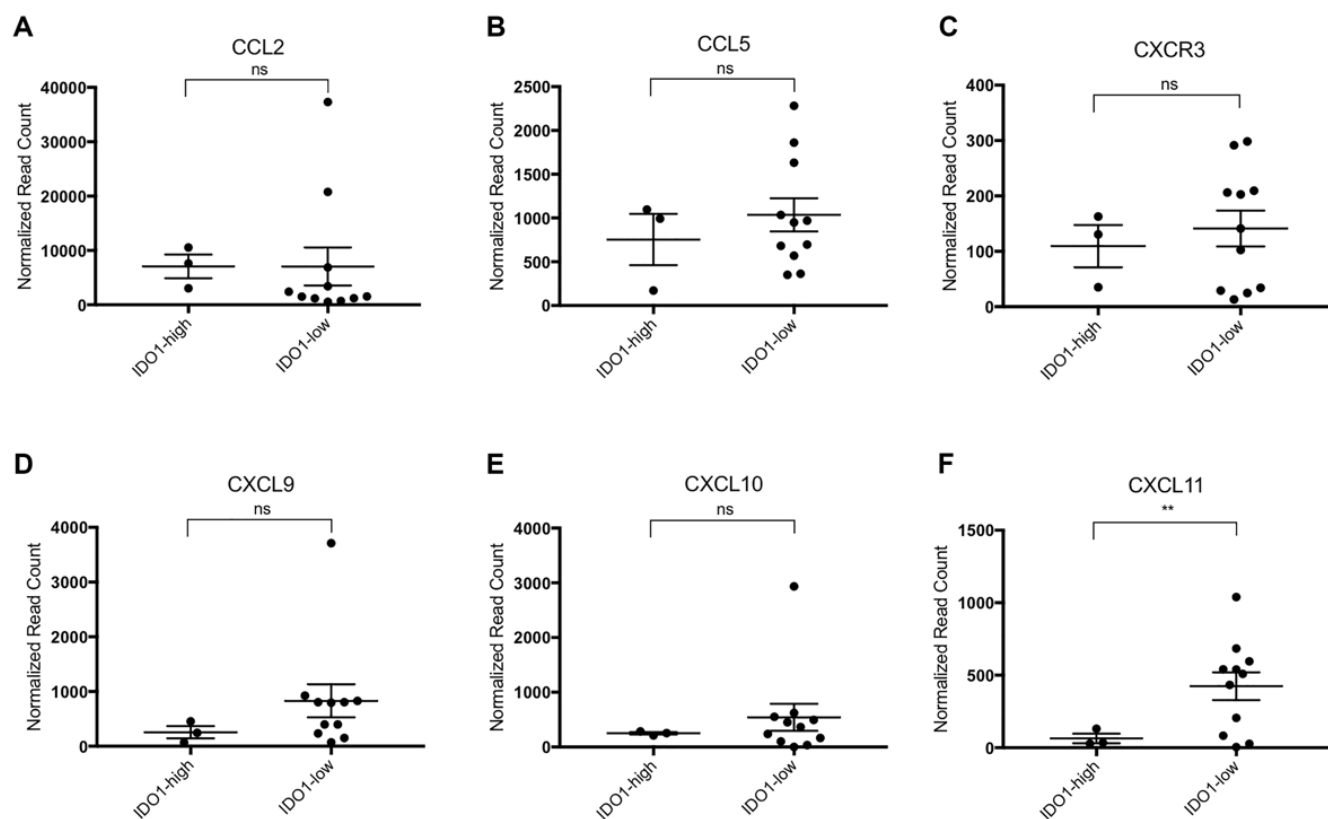 A
CCL2
ns
Normalized Read Count
40000
30000
20000
10000
0
IDO1-high
IDO1-low
B
CCL5
ns
Normalized Read Count
2500
2000
1500
1000
500
0
IDO1-high
IDO1-low
C
CXCR3
ns
Normalized Read Count
400
300
200
100
0
IDO1-high
IDO1-low
D
CXCL9
ns
Normalized Read Count
4000
3000
2000
1000
0
IDO1-high
IDO1-low
E
CXCL10
ns
Normalized Read Count
4000
3000
2000
1000
0
IDO1-high
IDO1-low
F
CXCL11
**
Normalized Read Count
1500
1000
500
0
IDO1-high
IDO1-low